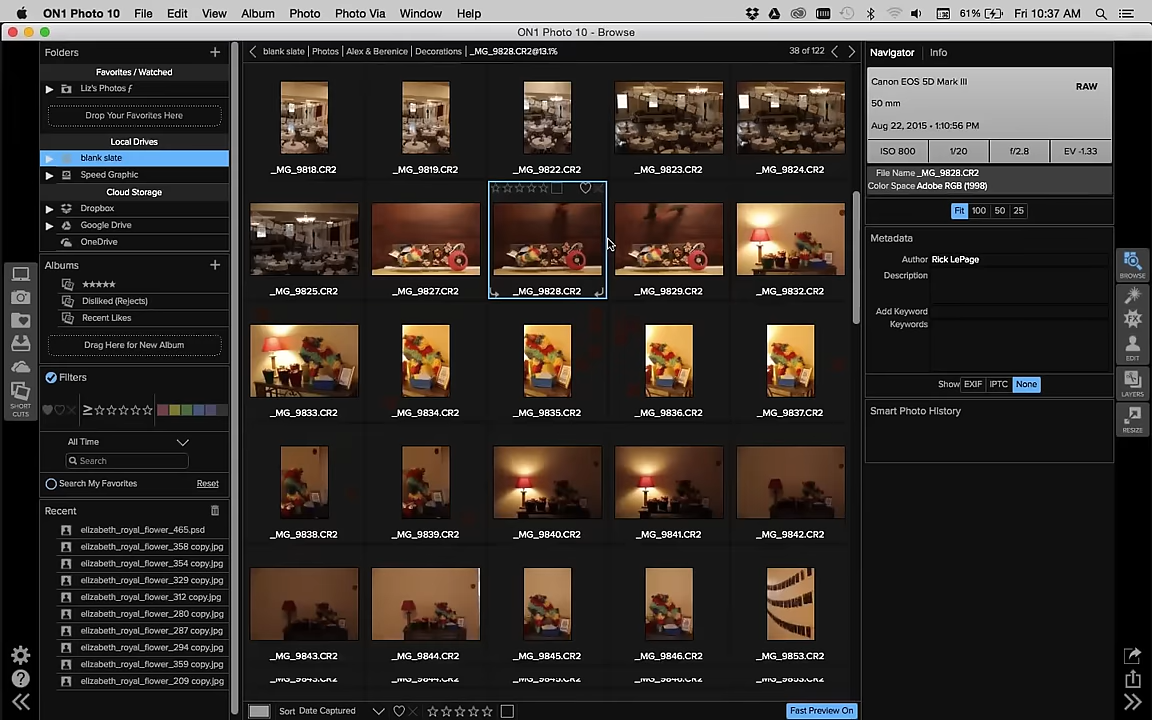 ON1 Photo 10 File Edit View Album Photo Photo Via Window Help 61% Fri 10:37 AM
ON1 Photo 10 - Browse
Folders
Favorites / Watched
Liz's Photos ƒ
Drop Your Favorites Here
Local Drives
blank slate
Speed Graphic
Cloud Storage
Dropbox
Google Drive
OneDrive
Albums
Disliked (Rejects)
Recent Likes
Drag Here for New Album
Filters
All Time
Search
Search My Favorites Reset
Recent
elizabeth_royal_flower_465.psd
elizabeth_royal_flower_358 copy.jpg
elizabeth_royal_flower_354 copy.jpg
elizabeth_royal_flower_329 copy.jpg
elizabeth_royal_flower_312 copy.jpg
elizabeth_royal_flower_280 copy.jpg
elizabeth_royal_flower_287 copy.jpg
elizabeth_royal_flower_294 copy.jpg
elizabeth_royal_flower_359 copy.jpg
elizabeth_royal_flower_209 copy.jpg
SHORT
CUTS
blank slate | Photos | Alex & Berenice | Decorations | _MG_9828.CR2@13.1% 38 of 122
_MG_9818.CR2 _MG_9819.CR2 _MG_9822.CR2 _MG_9823.CR2 _MG_9824.CR2
_MG_9825.CR2 _MG_9827.CR2 _MG_9828.CR2 _MG_9829.CR2 _MG_9832.CR2
_MG_9833.CR2 _MG_9834.CR2 _MG_9835.CR2 _MG_9836.CR2 _MG_9837.CR2
_MG_9838.CR2 _MG_9839.CR2 _MG_9840.CR2 _MG_9841.CR2 _MG_9842.CR2
_MG_9843.CR2 _MG_9844.CR2 _MG_9845.CR2 _MG_9846.CR2 _MG_9853.CR2
Sort Date Captured Fast Preview On
Navigator Info
Canon EOS 5D Mark III
RAW
50 mm
Aug 22, 2015 • 1:10:56 PM
ISO 800 1/20 f/2.8 EV -1.33
File Name _MG_9828.CR2
Color Space Adobe RGB (1998)
Fit 100 50 25
Metadata
Author Rick LePage
Description
Add Keyword
Keywords
Show EXIF IPTC None
Smart Photo History
BROWSE
FX
EDIT
LAYERS
RESIZE